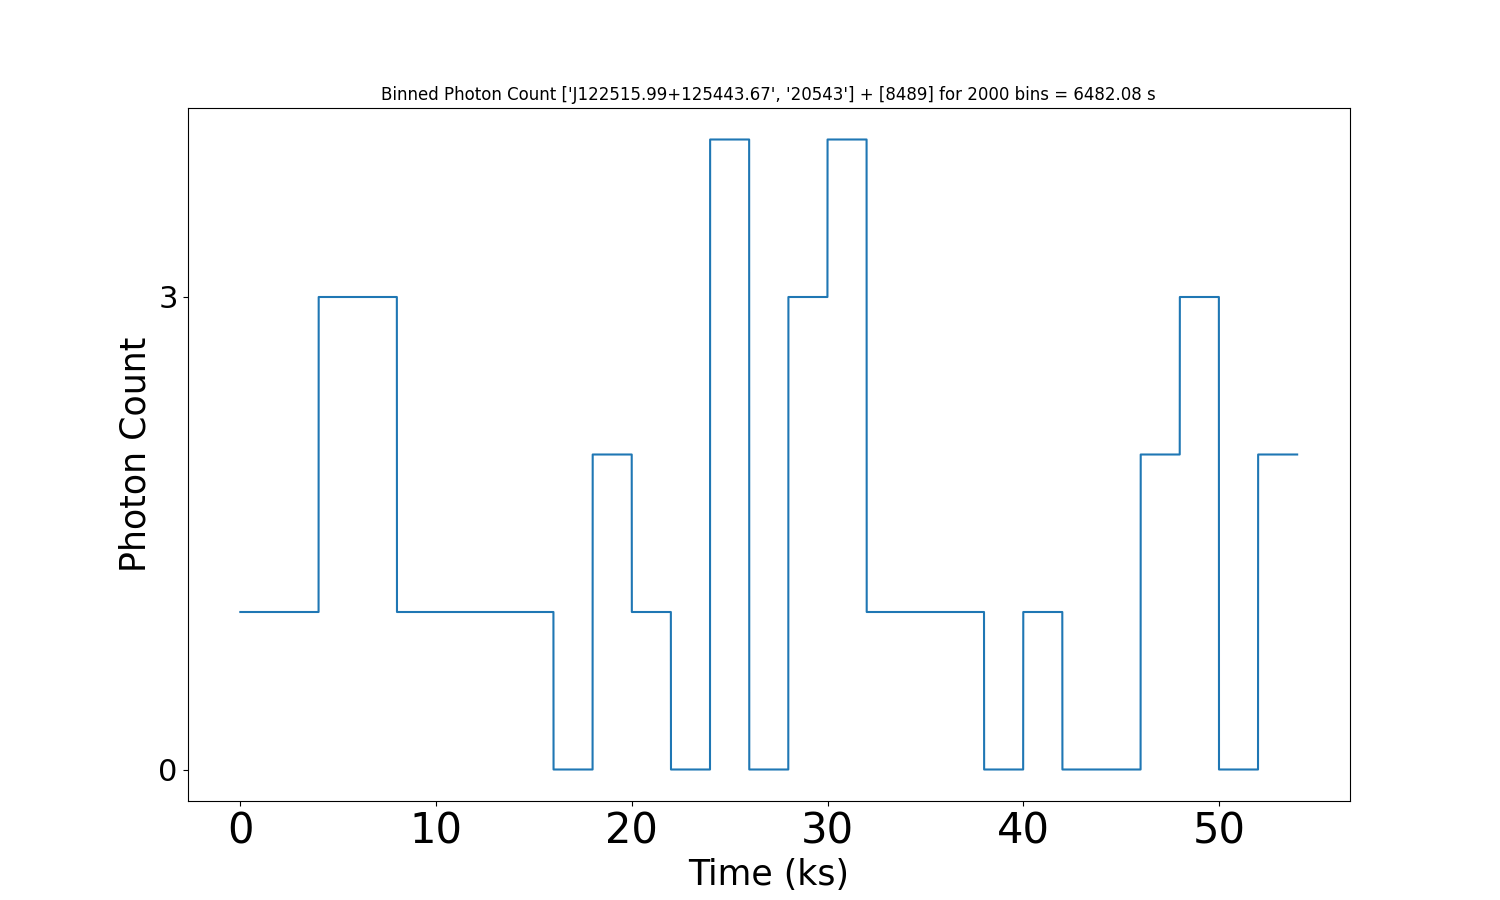 Binned Photon Count ['J122515.99+125443.67', '20543'] + [8489] for 2000 bins = 6482.08 s
3
Photon Count
0
0 10 20 30 40 50
Time (ks)